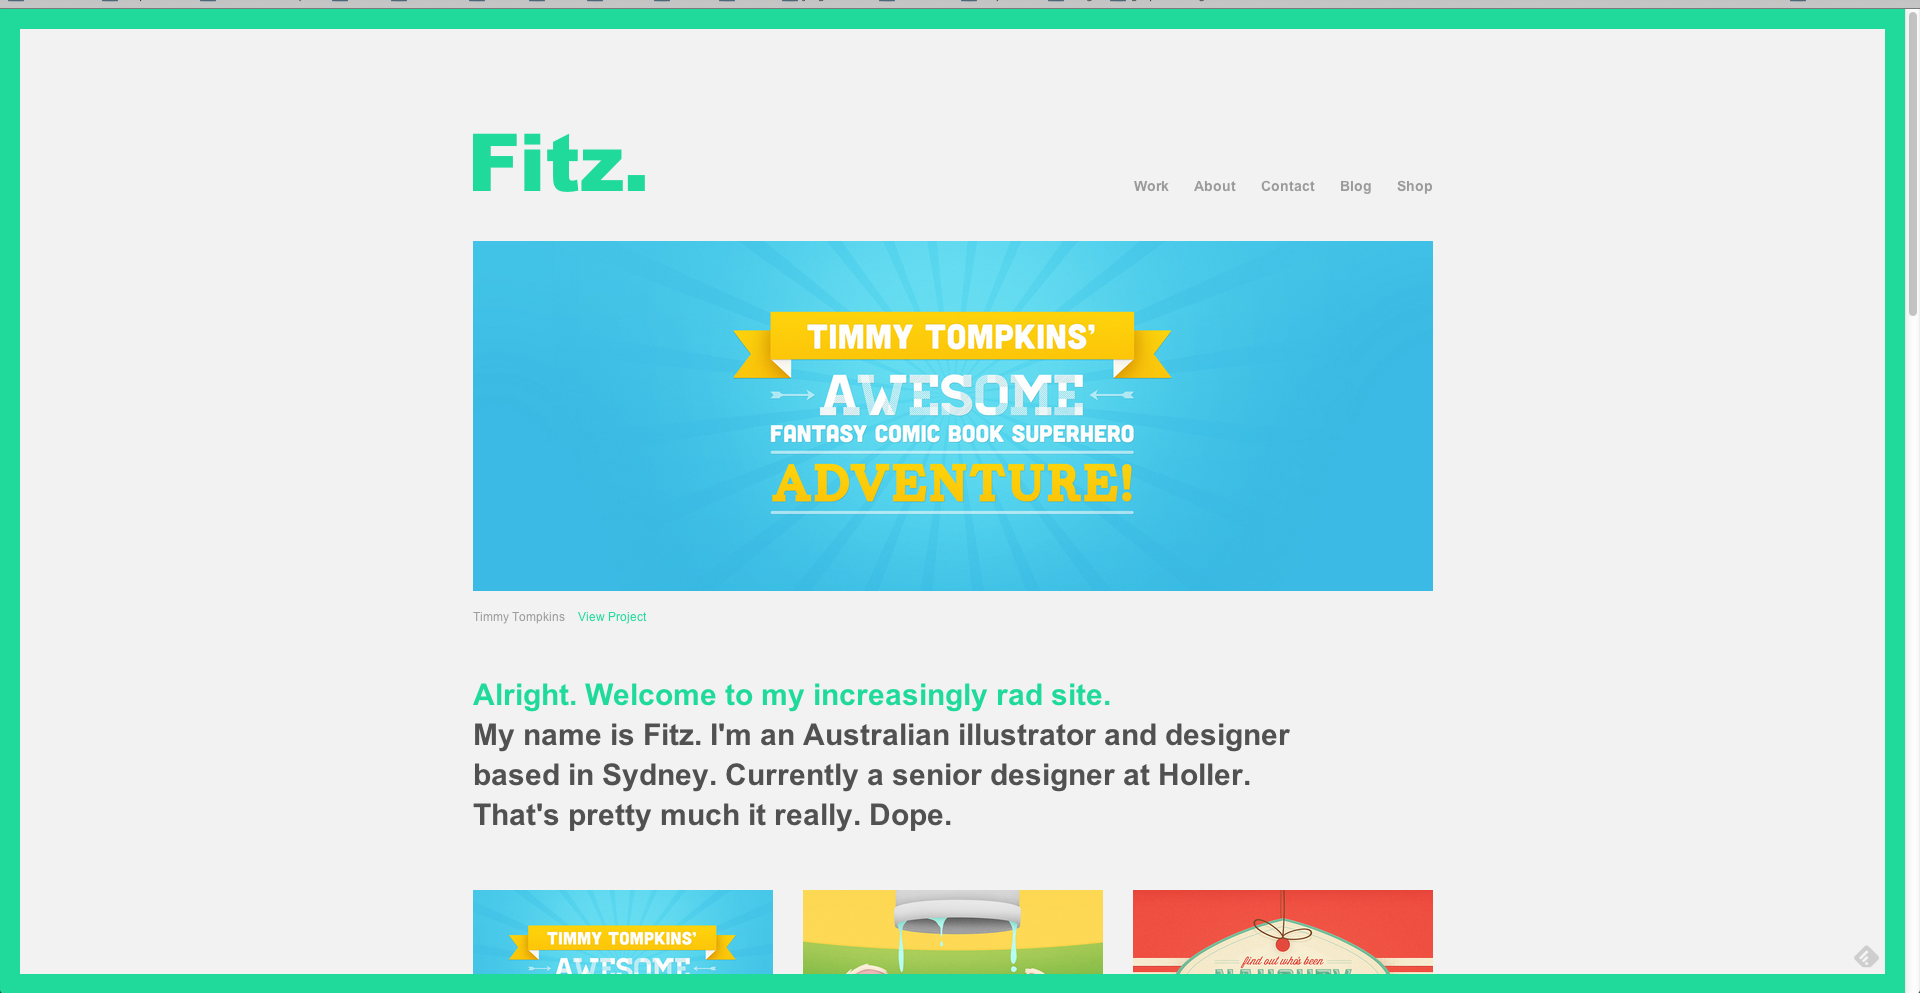 Fitz.
Work About Contact Blog Shop
TIMMY TOMPKINS'
AWESOME
FANTASY COMIC BOOK SUPERHERO
ADVENTURE!
Timmy Tompkins View Project
Alright. Welcome to my increasingly rad site.
My name is Fitz. I'm an Australian illustrator and designer
based in Sydney. Currently a senior designer at Holler.
That's pretty much it really. Dope.
TIMMY TOMPKINS'
AWESOME
find out who's been